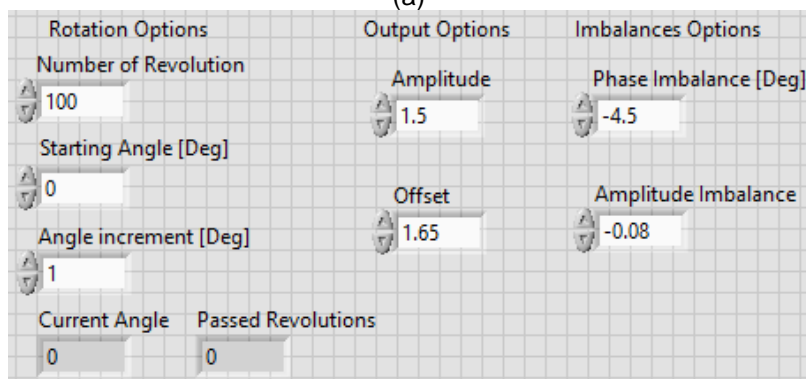 (a)
Rotation Options Output Options Imbalances Options
Number of Revolution
100
Amplitude
1.5
Phase Imbalance [Deg]
-4.5
Starting Angle [Deg]
0
Offset
1.65
Amplitude Imbalance
-0.08
Angle increment [Deg]
1
Current Angle Passed Revolutions
0 0